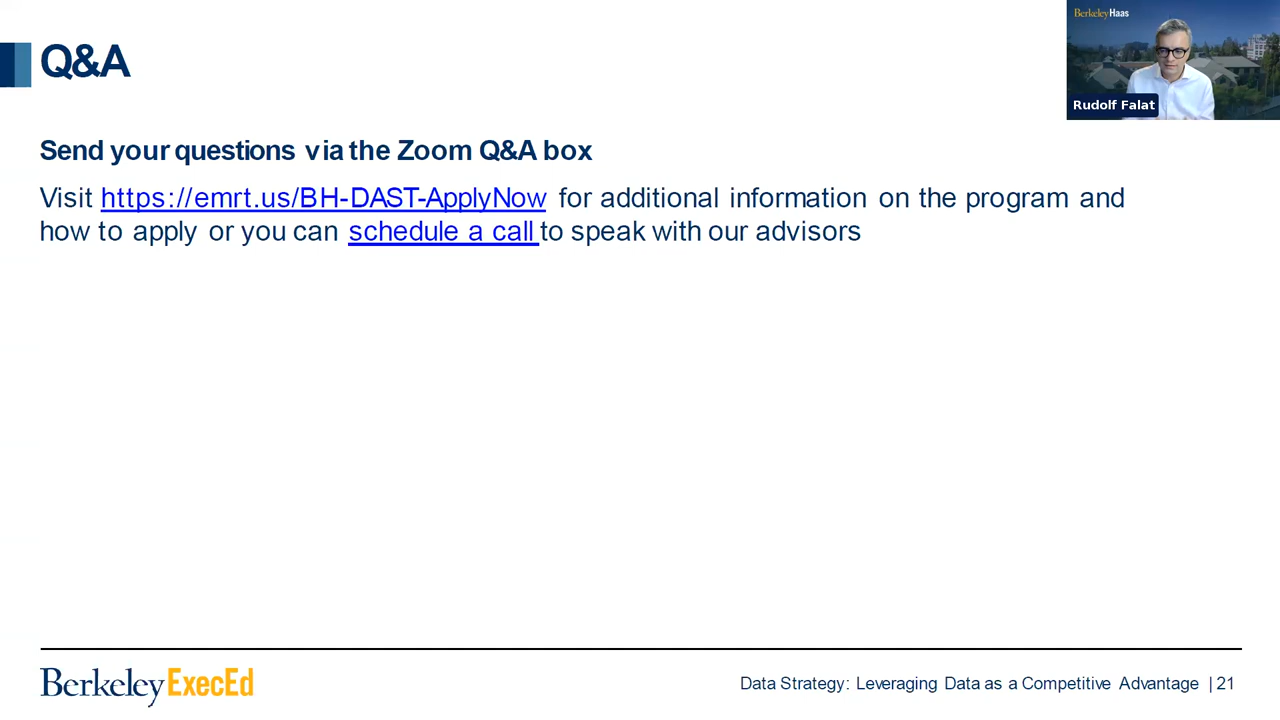 Q&A
BerkeleyHaas
Rudolf Falat
Send your questions via the Zoom Q&A box
Visit https://emrt.us/BH-DAST-ApplyNow for additional information on the program and
how to apply or you can schedule a call to speak with our advisors
Berkeley ExecEd
Data Strategy: Leveraging Data as a Competitive Advantage | 21